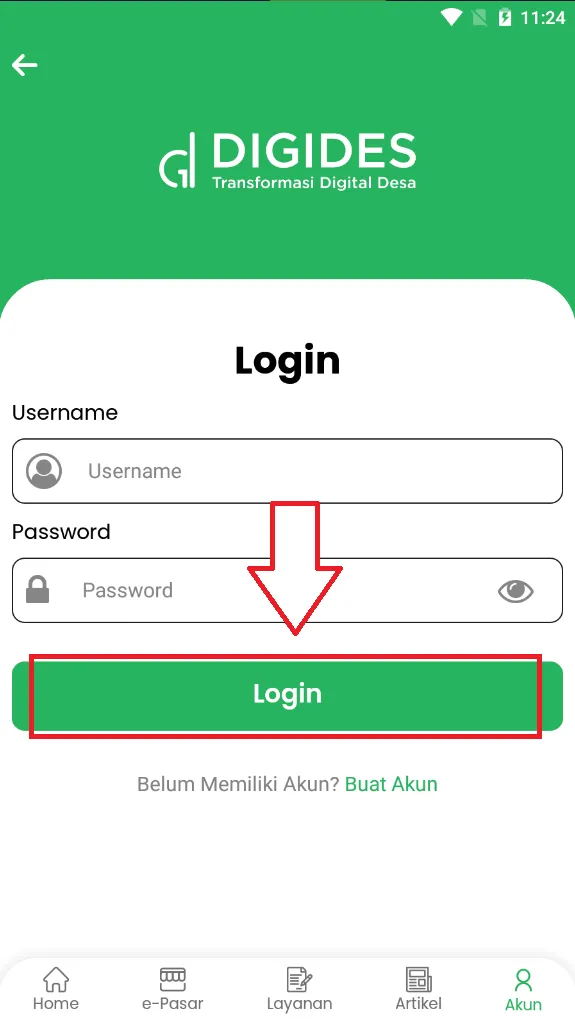 11:24
DIGIDES
Transformasi Digital Desa
Login
Username
Username
Password
Password
Login
Belum Memiliki Akun? Buat Akun
Home e-Pasar Layanan Artikel Akun